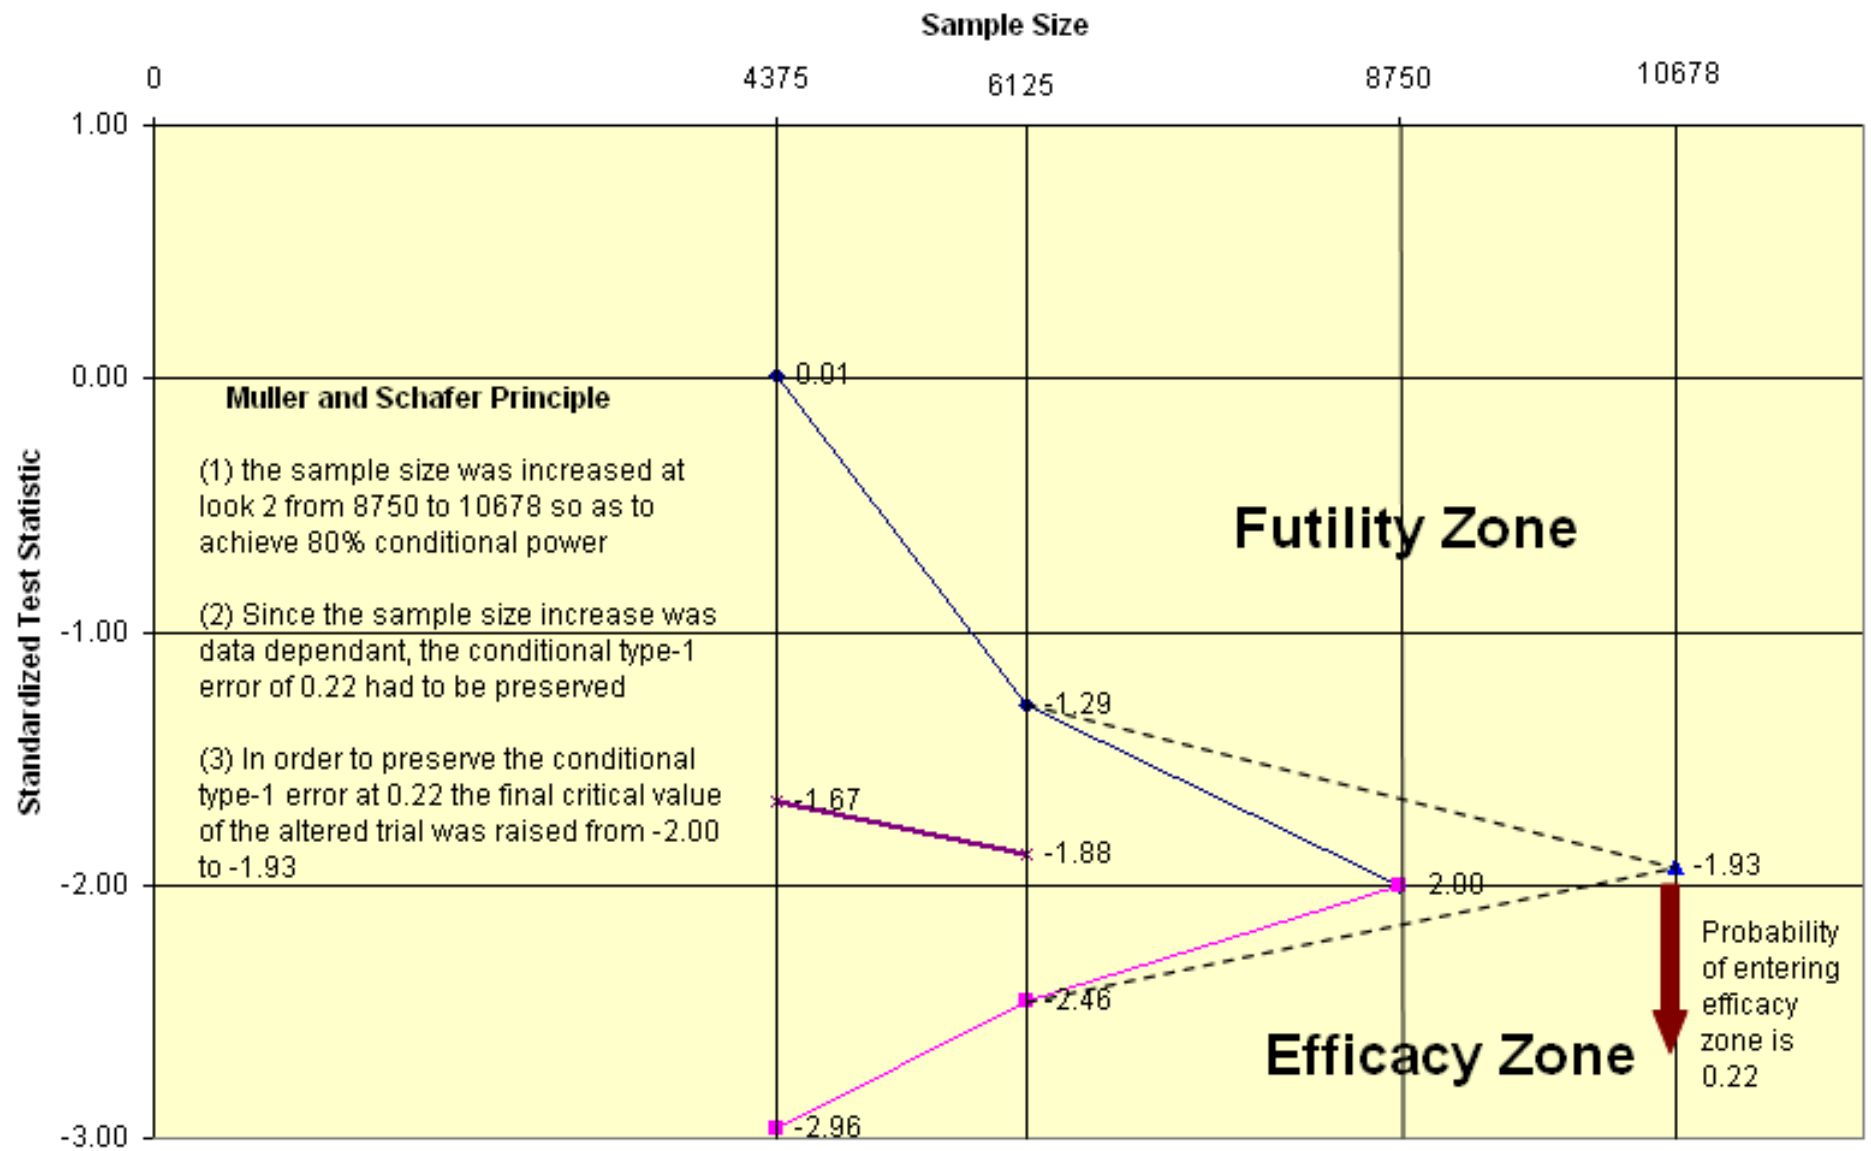 Sample Size
0
4375
6125
8750
10678
1.00
0.00
-1.00
-2.00
-3.00
Standardized Test Statistic
Muller and Schafer Principle
(1) the sample size was increased at
look 2 from 8750 to 10678 so as to
achieve 80% conditional power
(2) Since the sample size increase was
data dependant, the conditional type-1
error of 0.22 had to be preserved
(3) In order to preserve the conditional
type-1 error at 0.22 the final critical value
of the altered trial was raised from -2.00
to -1.93
0.01
-1.29
-1.67
-1.88
-2.00
-1.93
-2.46
-2.96
Futility Zone
Efficacy Zone
Probability
of entering
efficacy
zone is
0.22